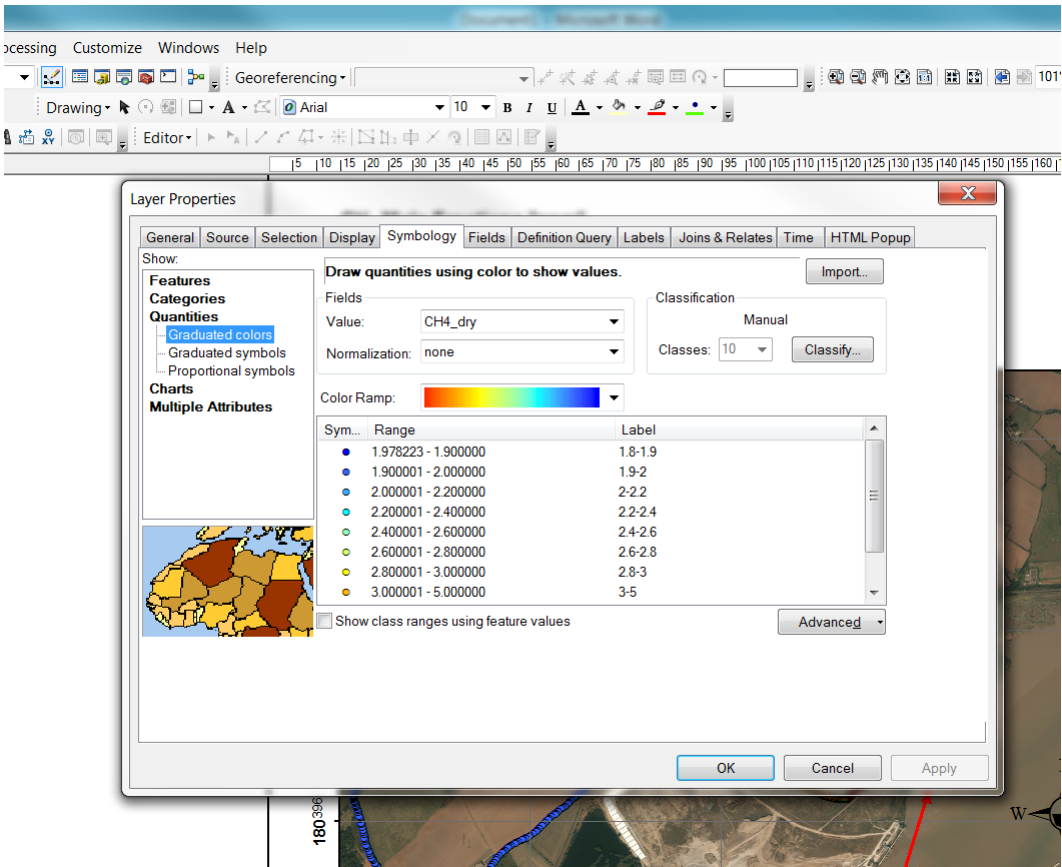 Document1 - Microsoft Word
ocessing Customize Windows Help
Georeferencing
101%
Drawing A Arial 10 B I U A
Editor
5 10 15 20 25 30 35 40 45 50 55 60 65 70 75 80 85 90 95 100 105 110 115 120 125 130 135 140 145 150 155 160
Layer Properties X
General Source Selection Display Symbology Fields Definition Query Labels Joins & Relates Time HTML Popup
Show:
Features
Categories
Quantities
Graduated colors
Graduated symbols
Proportional symbols
Charts
Multiple Attributes
Draw quantities using color to show values.
Import...
Fields
Value: CH4_dry
Normalization: none
Classification
Manual
Classes: 10 Classify...
Color Ramp:
Sym... Range Label
1.978223 - 1.900000 1.8-1.9
1.900001 - 2.000000 1.9-2
2.000001 - 2.200000 2-2.2
2.200001 - 2.400000 2.2-2.4
2.400001 - 2.600000 2.4-2.6
2.600001 - 2.800000 2.6-2.8
2.800001 - 3.000000 2.8-3
3.000001 - 5.000000 3-5
Show class ranges using feature values
Advanced
OK Cancel Apply
180396
W